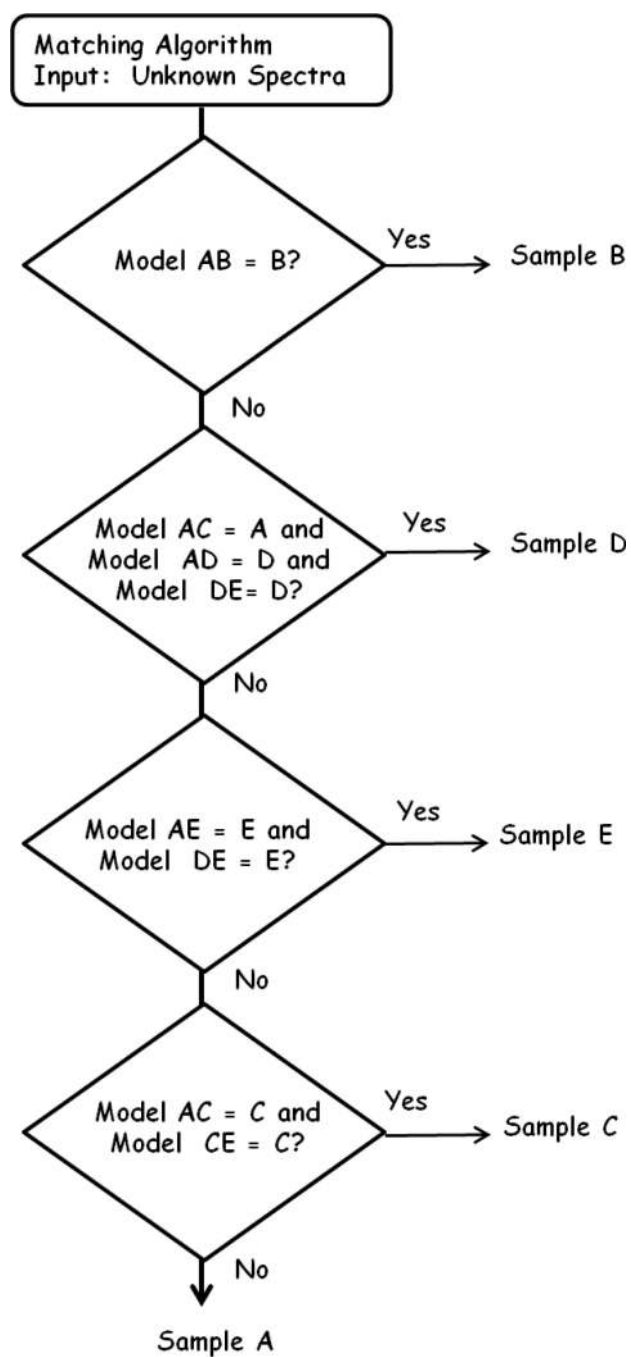 Matching Algorithm
Input: Unknown Spectra
Model AB = B?
Yes
Sample B
No
Model AC = A and
Model AD = D and
Model DE= D?
Yes
Sample D
No
Model AE = E and
Model DE = E?
Yes
Sample E
No
Model AC = C and
Model CE = C?
Yes
Sample C
No
Sample A